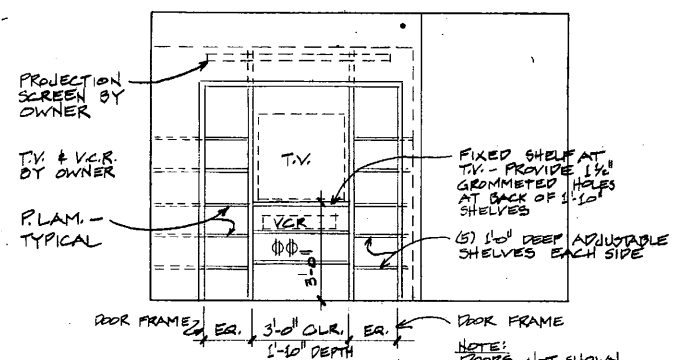 PROJECTION
SCREEN BY
OWNER
T.V. & V.C.R.
BY OWNER
P.LAM. -
TYPICAL
T.V.
VCR
3'-0"
FIXED SHELF AT
T.V. - PROVIDE 1½"
GROMMETED HOLES
AT BACK OF 1'-10"
SHELVES
(5) 1'0" DEEP ADJUSTABLE
SHELVES EACH SIDE
DOOR FRAME
EQ.
3'-0" CLR.
EQ.
DOOR FRAME
1'-10" DEPTH
NOTE:
DOORS NOT SHOWN